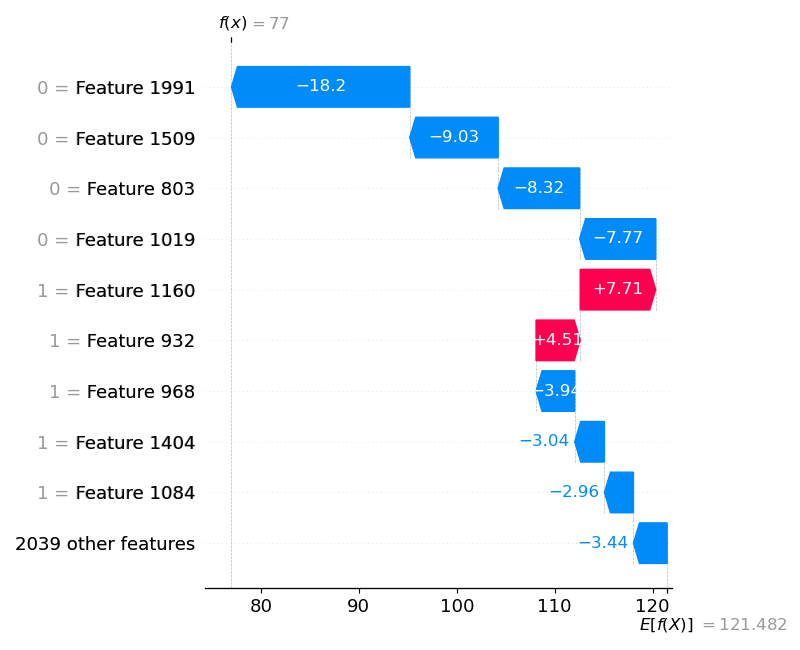 f(x) = 77
0 = Feature 1991
−18.2
0 = Feature 1509
−9.03
0 = Feature 803
−8.32
0 = Feature 1019
−7.77
1 = Feature 1160
+7.71
1 = Feature 932
+4.51
1 = Feature 968
−3.94
1 = Feature 1404
−3.04
1 = Feature 1084
−2.96
2039 other features
−3.44
80 90 100 110 120
E[f(X)] = 121.482